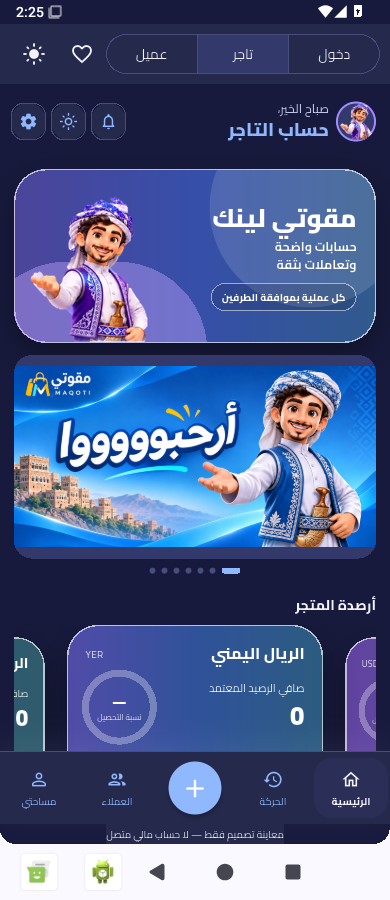 2:25
دخول
تاجر
عميل
صباح الخير،
حساب التاجر
مقوتي لينك
حسابات واضحة
وتعاملات بثقة
كل عملية بموافقة الطرفين
مقوتي
MAQOTI
أرحبوووووا
أرصدة المتجر
الريال اليمني
YER
صافي الرصيد المعتمد
0
—
نسبة التحصيل
الر
صاف
0
USD
الرئيسية
الحركة
+
العملاء
مساحتي
معاينة تصميم فقط — لا حساب مالي متصل